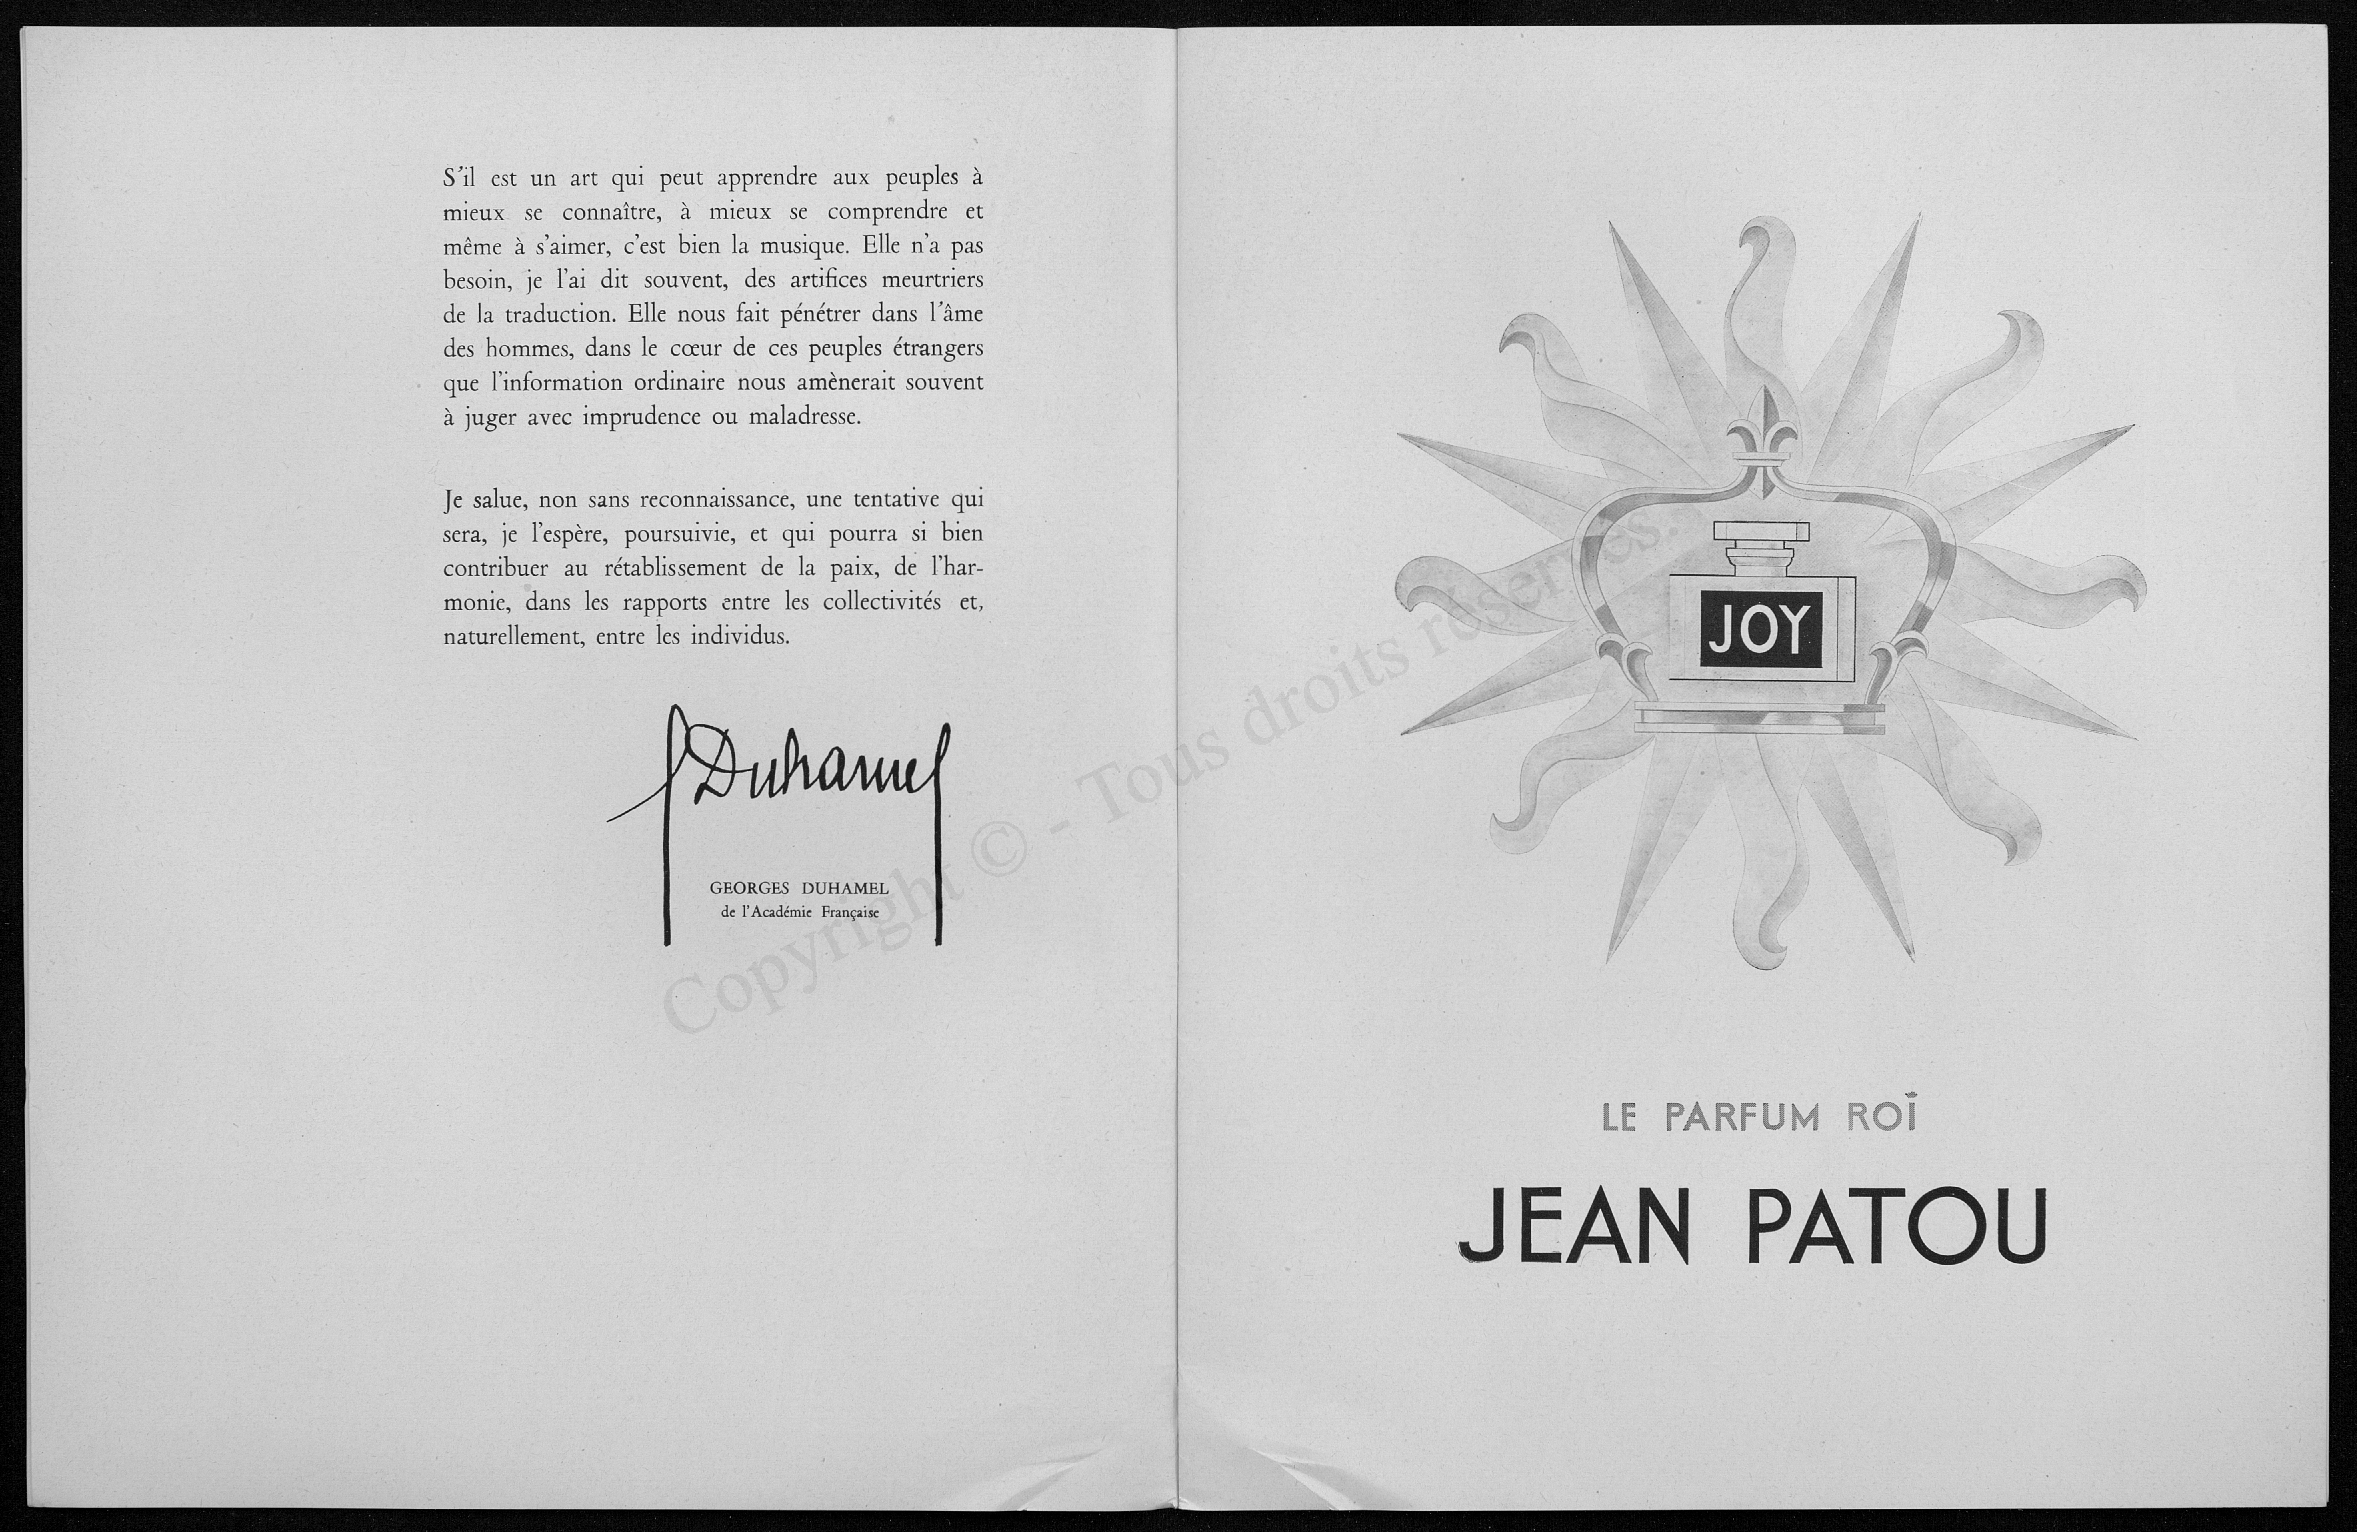 S'il est un art qui peut apprendre aux peuples à
mieux se connaître, à mieux se comprendre et
même à s'aimer, c'est bien la musique. Elle n'a pas
besoin, je l'ai dit souvent, des artifices meurtriers
de la traduction. Elle nous fait pénétrer dans l'âme
des hommes, dans le cœur de ces peuples étrangers
que l'information ordinaire nous amènerait souvent
à juger avec imprudence ou maladresse.
Je salue, non sans reconnaissance, une tentative qui
sera, je l'espère, poursuivie, et qui pourra si bien
contribuer au rétablissement de la paix, de l'har-
monie, dans les rapports entre les collectivités et,
naturellement, entre les individus.
G Duhamel
GEORGES DUHAMEL
de l'Académie Française
Copyright © - Tous droits réservés.
JOY
LE PARFUM ROI
JEAN PATOU